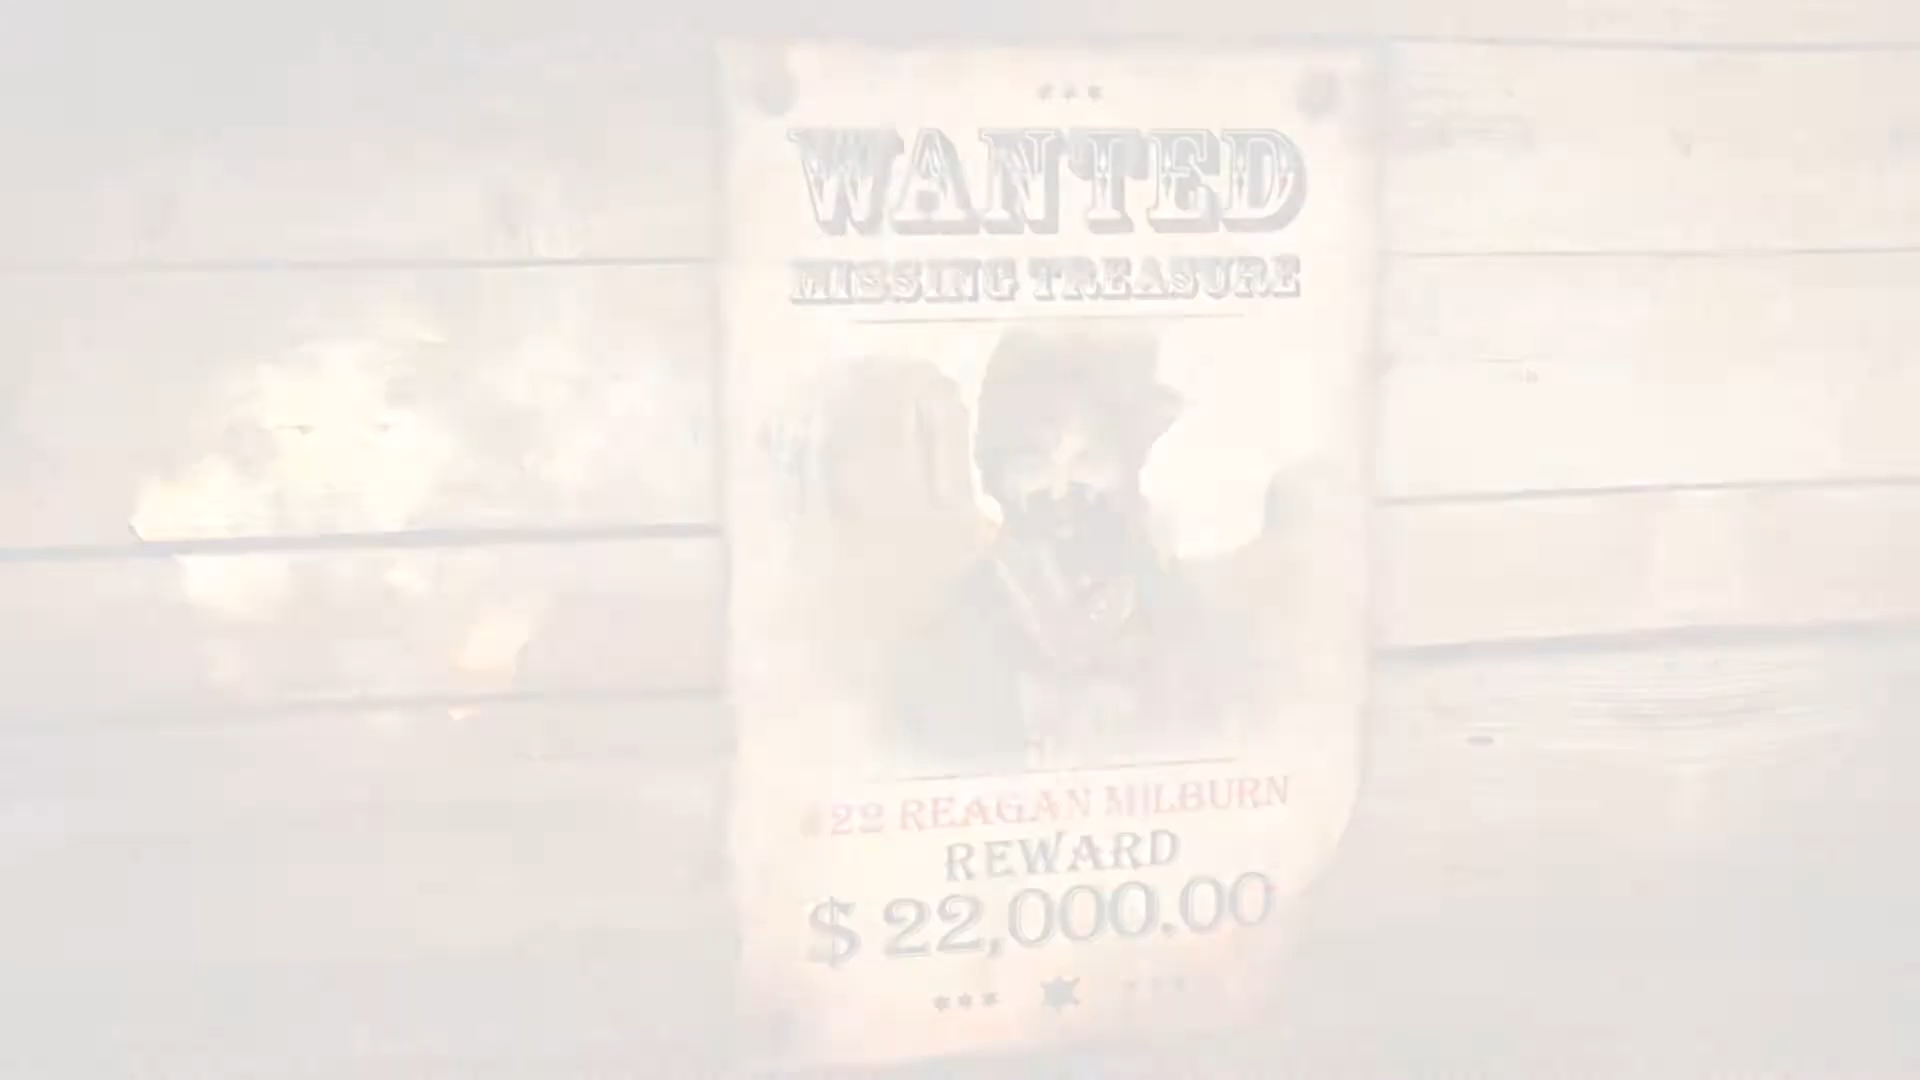 WANTED
MISSING TREASURE
#22 REAGAN MILBURN
REWARD
$ 22,000.00